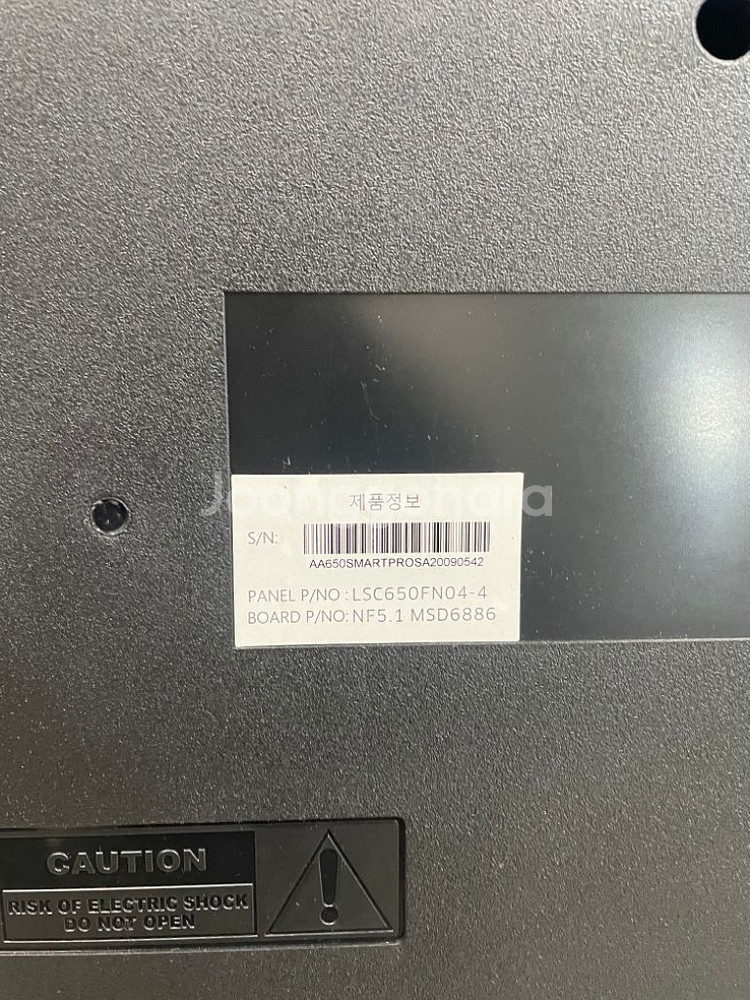 제품정보
S/N:
AA650SMARTPROSA20090542
PANEL P/NO :LSC650FN04-4
BOARD P/NO: NF5.1 MSD6886
CAUTION
RISK OF ELECTRIC SHOCK
DO NOT OPEN